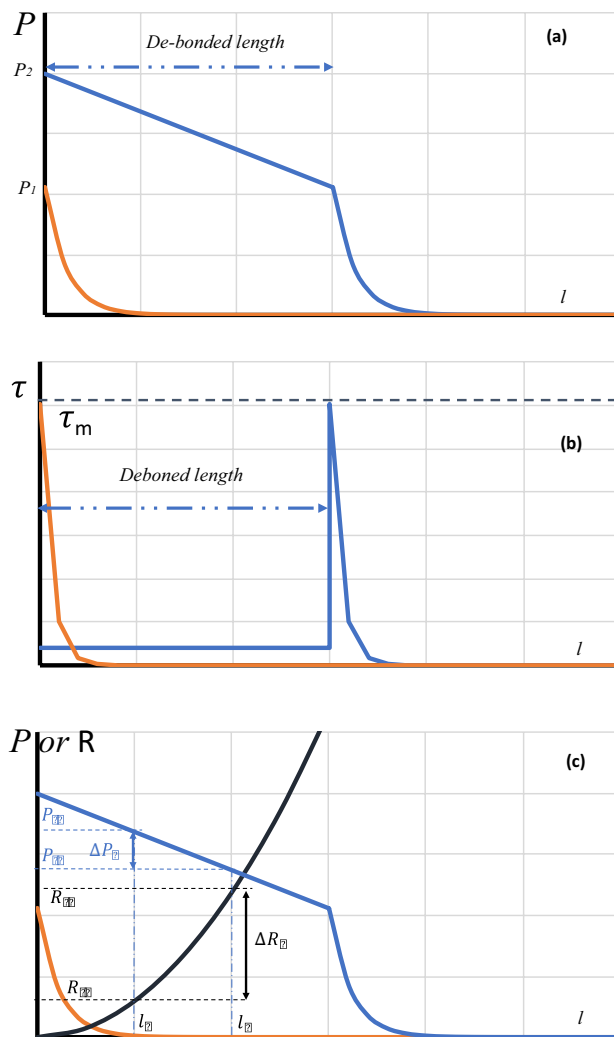 P
De-bonded length
(a)
P2
P1
l
τ
τm
(b)
Deboned length
l
P or R
(c)
P
ΔP
P
R
ΔR
R
l
l
l